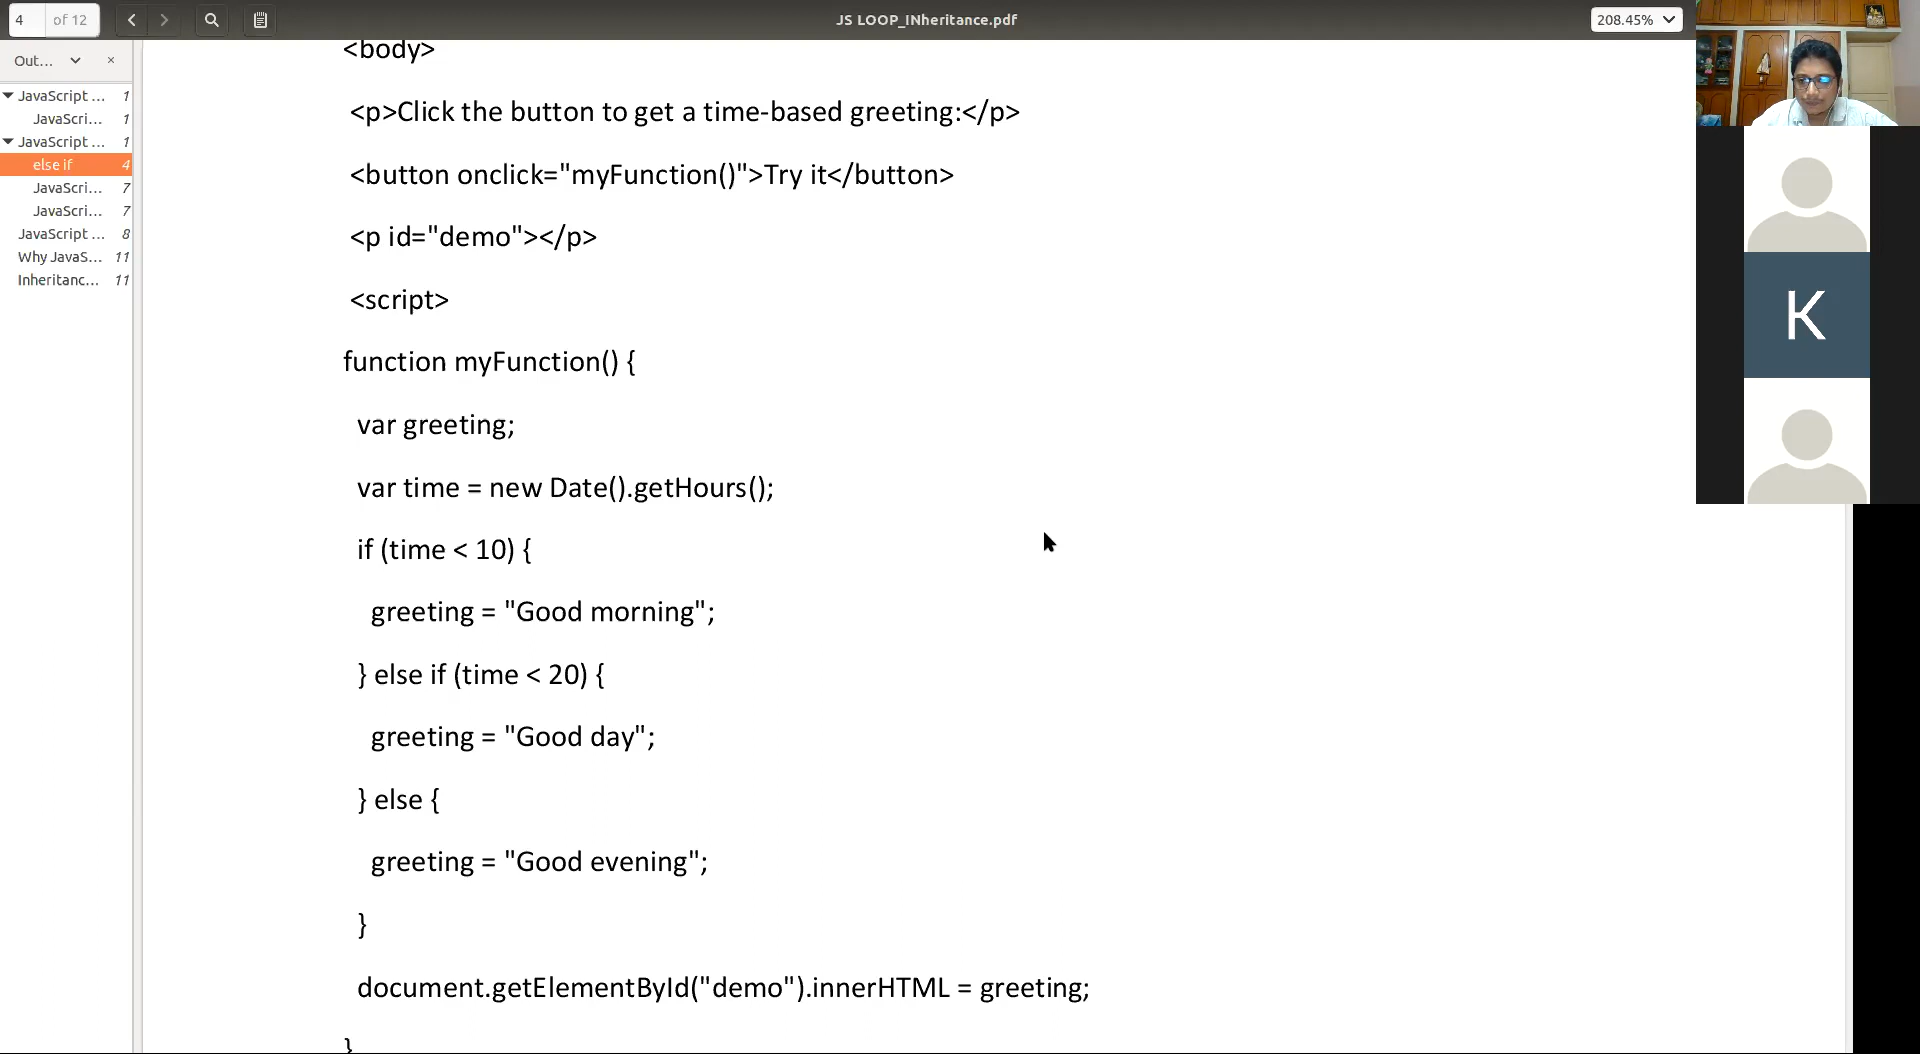 4 of 12
JS LOOP_INheritance.pdf
208.45%
Out...
JavaScript ... 1
JavaScri... 1
JavaScript ... 1
else if 4
JavaScri... 7
JavaScri... 7
JavaScript ... 8
Why JavaS... 11
Inheritanc... 11
<body>
<p>Click the button to get a time-based greeting:</p>
<button onclick="myFunction()">Try it</button>
<p id="demo"></p>
<script>
function myFunction() {
var greeting;
var time = new Date().getHours();
if (time < 10) {
greeting = "Good morning";
} else if (time < 20) {
greeting = "Good day";
} else {
greeting = "Good evening";
}
document.getElementById("demo").innerHTML = greeting;
}
K